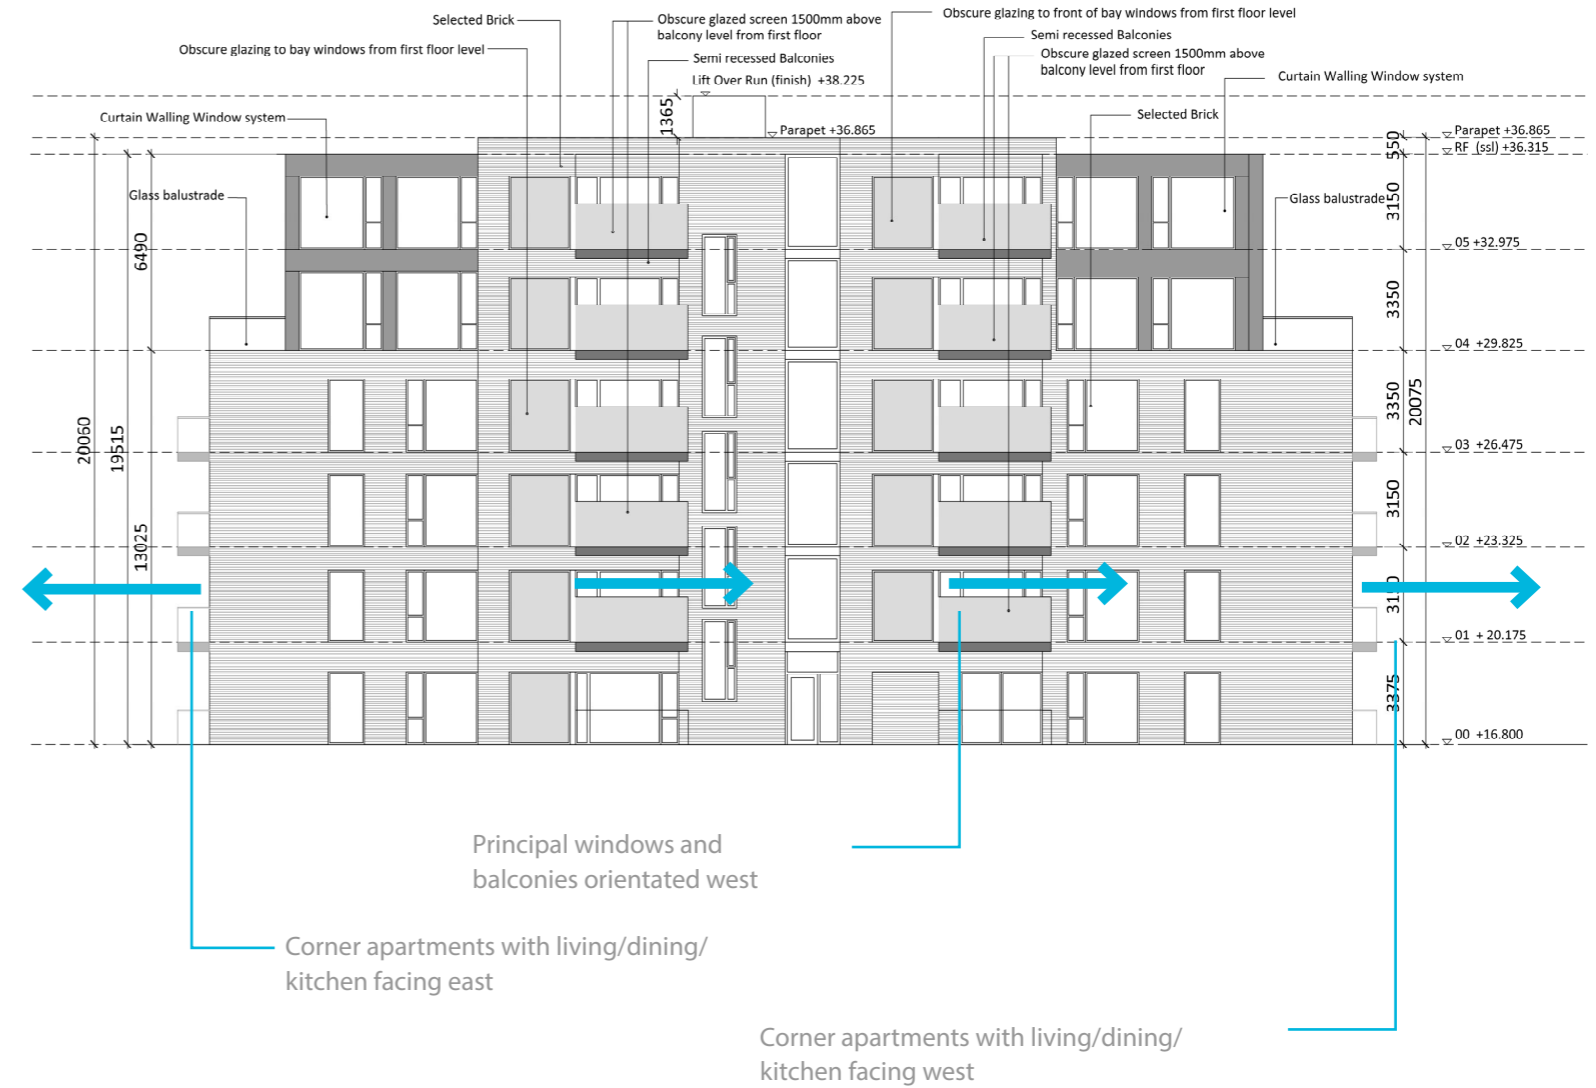 Selected Brick
Obscure glazed screen 1500mm above
balcony level from first floor
Obscure glazing to front of bay windows from first floor level
Obscure glazing to bay windows from first floor level
Semi recessed Balconies
Semi recessed Balconies
Obscure glazed screen 1500mm above
balcony level from first floor
Lift Over Run (finish) +38.225
Curtain Walling Window system
Curtain Walling Window system
Selected Brick
1365
Parapet +36.865
Parapet +36.865
550
RF (ssl) +36.315
Glass balustrade
Glass balustrade
3150
6490
05 +32.975
3350
04 +29.825
3350
20075
20060
19515
03 +26.475
3150
13025
02 +23.325
3150
01 + 20.175
3375
00 +16.800
Principal windows and
balconies orientated west
Corner apartments with living/dining/
kitchen facing east
Corner apartments with living/dining/
kitchen facing west